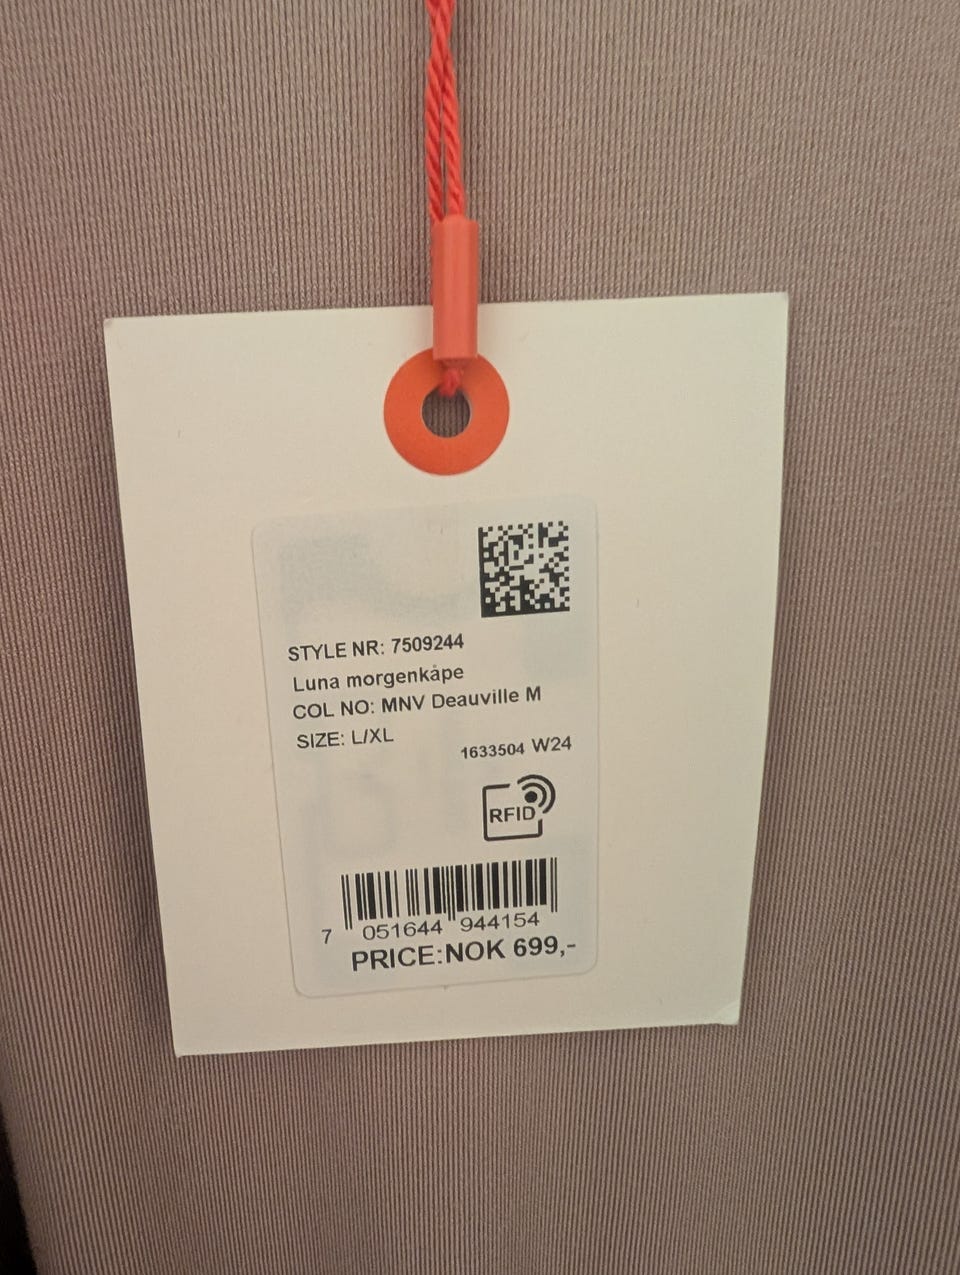 STYLE NR: 7509244
Luna morgenkåpe
COL NO: MNV Deauville M
SIZE: L/XL
1633504 W24
RFID
7 051644 944154
PRICE:NOK 699,-